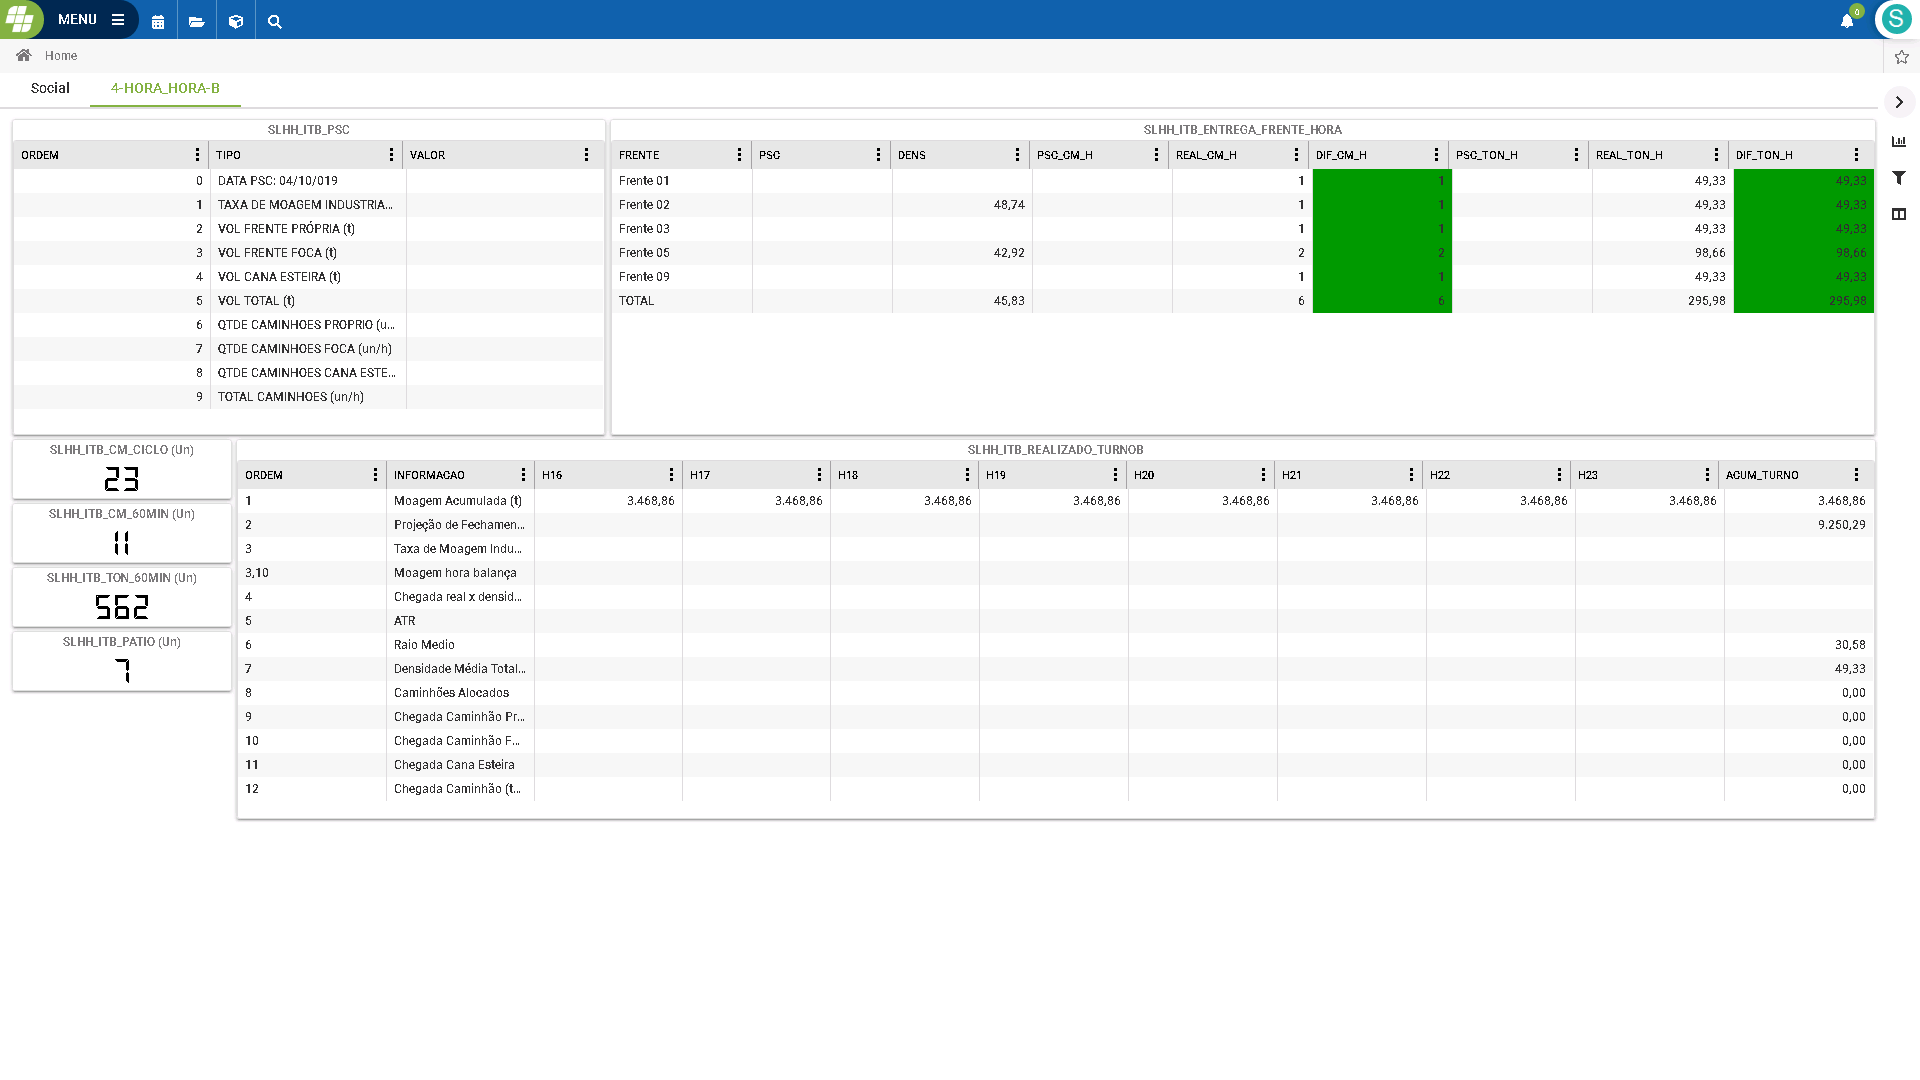 MENU
0
S
Home
Social 4-HORA_HORA-B
SLHH_ITB_PSC
ORDEM TIPO VALOR
0 DATA PSC: 04/10/019
1 TAXA DE MOAGEM INDUSTRIA...
2 VOL FRENTE PRÓPRIA (t)
3 VOL FRENTE FOCA (t)
4 VOL CANA ESTEIRA (t)
5 VOL TOTAL (t)
6 QTDE CAMINHOES PROPRIO (u...
7 QTDE CAMINHOES FOCA (un/h)
8 QTDE CAMINHOES CANA ESTE...
9 TOTAL CAMINHOES (un/h)
SLHH_ITB_ENTREGA_FRENTE_HORA
FRENTE PSC DENS PSC_CM_H REAL_CM_H DIF_CM_H PSC_TON_H REAL_TON_H DIF_TON_H
Frente 01 1 1 49,33 49,33
Frente 02 48,74 1 1 49,33 49,33
Frente 03 1 1 49,33 49,33
Frente 05 42,92 2 2 98,66 98,66
Frente 09 1 1 49,33 49,33
TOTAL 45,83 6 6 295,98 295,98
SLHH_ITB_CM_CICLO (Un)
23
SLHH_ITB_CM_60MIN (Un)
11
SLHH_ITB_TON_60MIN (Un)
562
SLHH_ITB_PATIO (Un)
7
SLHH_ITB_REALIZADO_TURNOB
ORDEM INFORMACAO H16 H17 H18 H19 H20 H21 H22 H23 ACUM_TURNO
1 Moagem Acumulada (t) 3.468,86 3.468,86 3.468,86 3.468,86 3.468,86 3.468,86 3.468,86 3.468,86 3.468,86
2 Projeção de Fechamen... 9.250,29
3 Taxa de Moagem Indu...
3,10 Moagem hora balança
4 Chegada real x densid...
5 ATR
6 Raio Medio 30,58
7 Densidade Média Total... 49,33
8 Caminhões Alocados 0,00
9 Chegada Caminhão Pr... 0,00
10 Chegada Caminhão F... 0,00
11 Chegada Cana Esteira 0,00
12 Chegada Caminhão (t... 0,00